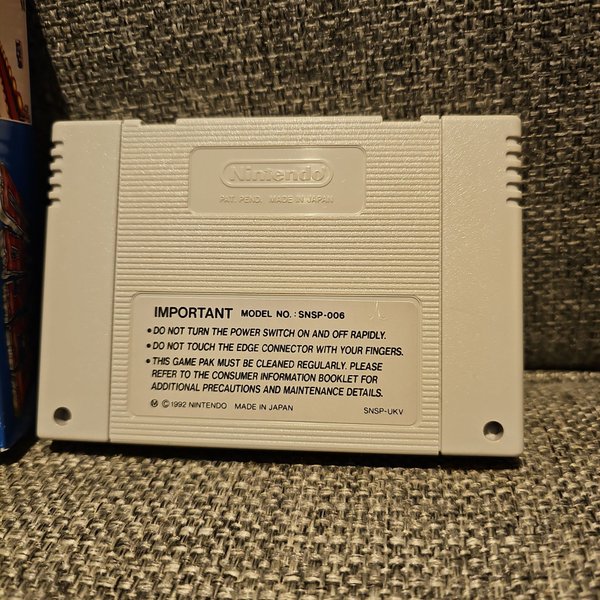 Nintendo
PAT. PEND. MADE IN JAPAN
IMPORTANT MODEL NO. : SNSP-006
• DO NOT TURN THE POWER SWITCH ON AND OFF RAPIDLY.
• DO NOT TOUCH THE EDGE CONNECTOR WITH YOUR FINGERS.
• THIS GAME PAK MUST BE CLEANED REGULARLY. PLEASE
REFER TO THE CONSUMER INFORMATION BOOKLET FOR
ADDITIONAL PRECAUTIONS AND MAINTENANCE DETAILS.
Ⓜ © 1992 NINTENDO MADE IN JAPAN SNSP-UKV